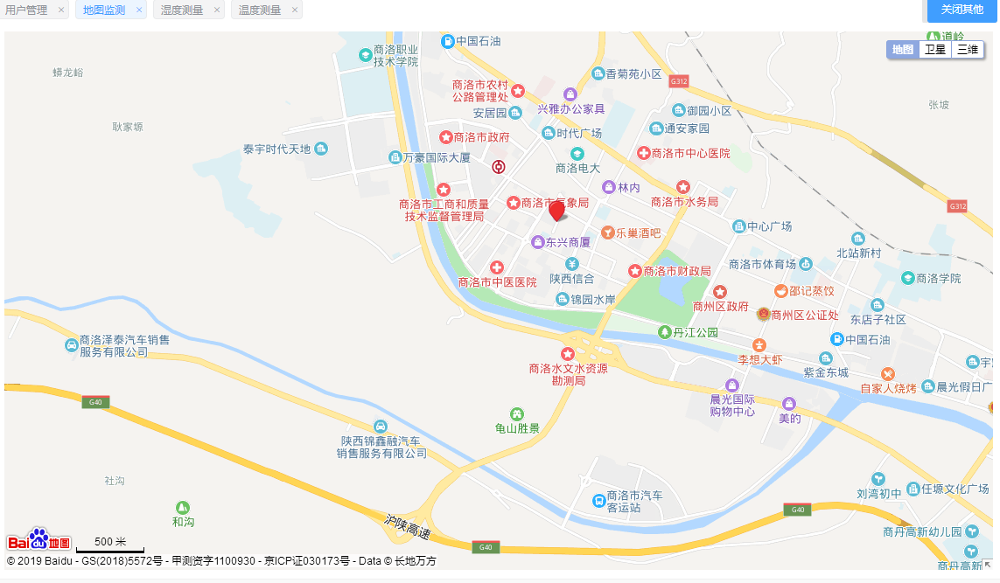 用户管理 ×
地图监测 ×
湿度测量 ×
温度测量 ×
关闭其他
道岭
地图
卫星
三维
中国石油
商洛职业
技术学院
蟒龙峪
香菊苑小区
G312
商洛市农村
公路管理处
兴雅办公家具
安居园
御园小区
张坡
耿家塬
通安家园
时代广场
商洛市政府
泰宇时代天地
万豪国际大厦
商洛市中心医院
商洛电大
林内
商洛市工商和质量
技术监督管理局
商洛市气象局
商洛市水务局
G312
中心广场
乐巢酒吧
东兴商厦
北站新村
商洛市体育场
陕西信合
商洛市中医医院
商洛市财政局
商洛学院
邵记蒸饺
锦园水岸
商州区政府
商州区公证处
东店子社区
丹江公园
中国石油
商洛泽泰汽车销售
服务有限公司
李想大虾
商洛水文水资源
勘测局
紫金东城
自家人烧烤
晨光假日广
晨光国际
购物中心
G40
美的
龟山胜景
陕西锦鑫融汽车
销售服务有限公司
社沟
刘湾初中
任塬文化广场
商洛市汽车
客运站
和沟
G40
沪陕高速
商丹高新幼儿园
G40
商丹高新
Bai du 地图
500 米
© 2019 Baidu - GS(2018)5572号 - 甲测资字1100930 - 京ICP证030173号 - Data © 长地万方